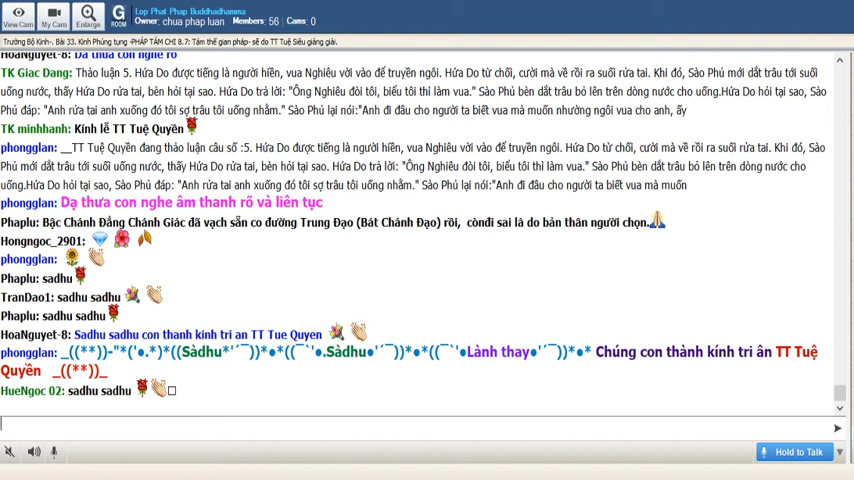 View Cam
My Cam
Enlarge
G
ROOM
Lop Phat Phap Buddhadhamma
Owner: chua phap luan Members: 56 Cams: 0
Trường Bộ Kinh-. Bài 33. Kinh Phúng tụng -PHÁP TÁM CHI 8.7: Tám thế gian pháp- sẽ do TT Tuệ Siêu giảng giải.
HoaNguyet-8: Dạ thưa con nghe rõ
TK Giac Dang: Thảo luận 5. Hứa Do được tiếng là người hiền, vua Nghiêu vời vào để truyền ngôi. Hứa Do từ chối, cười mà về rồi ra suối rửa tai. Khi đó, Sào Phủ mới dắt trâu tới suối
uống nước, thấy Hứa Do rửa tai, bèn hỏi tại sao. Hứa Do trả lời: "Ông Nghiêu đòi tôi, biểu tôi thì làm vua." Sào Phủ bèn dắt trâu bỏ lên trên dòng nước cho uống.Hứa Do hỏi tại sao, Sào
Phủ đáp: "Anh rửa tai anh xuống đó tôi sợ trâu tôi uống nhằm." Sào Phủ lại nói:"Anh đi đâu cho người ta biết vua mà muốn nhường ngôi vua cho anh, ấy
TK minhhanh: Kính lễ TT Tuệ Quyền
phongglan: __TT Tuệ Quyền đang thảo luận câu số :5. Hứa Do được tiếng là người hiền, vua Nghiêu vời vào để truyền ngôi. Hứa Do từ chối, cười mà về rồi ra suối rửa tai. Khi đó, Sào
Phủ mới dắt trâu tới suối uống nước, thấy Hứa Do rửa tai, bèn hỏi tại sao. Hứa Do trả lời: "Ông Nghiêu đòi tôi, biểu tôi thì làm vua." Sào Phủ bèn dắt trâu bỏ lên trên dòng nước cho
uống.Hứa Do hỏi tại sao, Sào Phủ đáp: "Anh rửa tai anh xuống đó tôi sợ trâu tôi uống nhằm." Sào Phủ lại nói:"Anh đi đâu cho người ta biết vua mà muốn
phongglan: Dạ thưa con nghe âm thanh rõ và liên tục
Phaplu: Bậc Chánh Đẳng Chánh Giác đã vạch sẵn co đường Trung Đạo (Bát Chánh Đạo) rồi, cònđi sai là do bản thân người chọn.
Hongngoc_2901:
phongglan:
Phaplu: sadhu
TranDao1: sadhu sadhu
Phaplu: sadhu sadhu
HoaNguyet-8: Sadhu sadhu con thanh kinh tri an TT Tue Quyen
phongglan: _((**))-"*('•.*)*((Sàdhu*'´¯))*•*((¯`'•.Sàdhu•'´¯))*•*((¯`'•Lành thay•'´¯))*•* Chúng con thành kính tri ân TT Tuệ
Quyền _((**))_
HueNgoc 02: sadhu sadhu
Hold to Talk